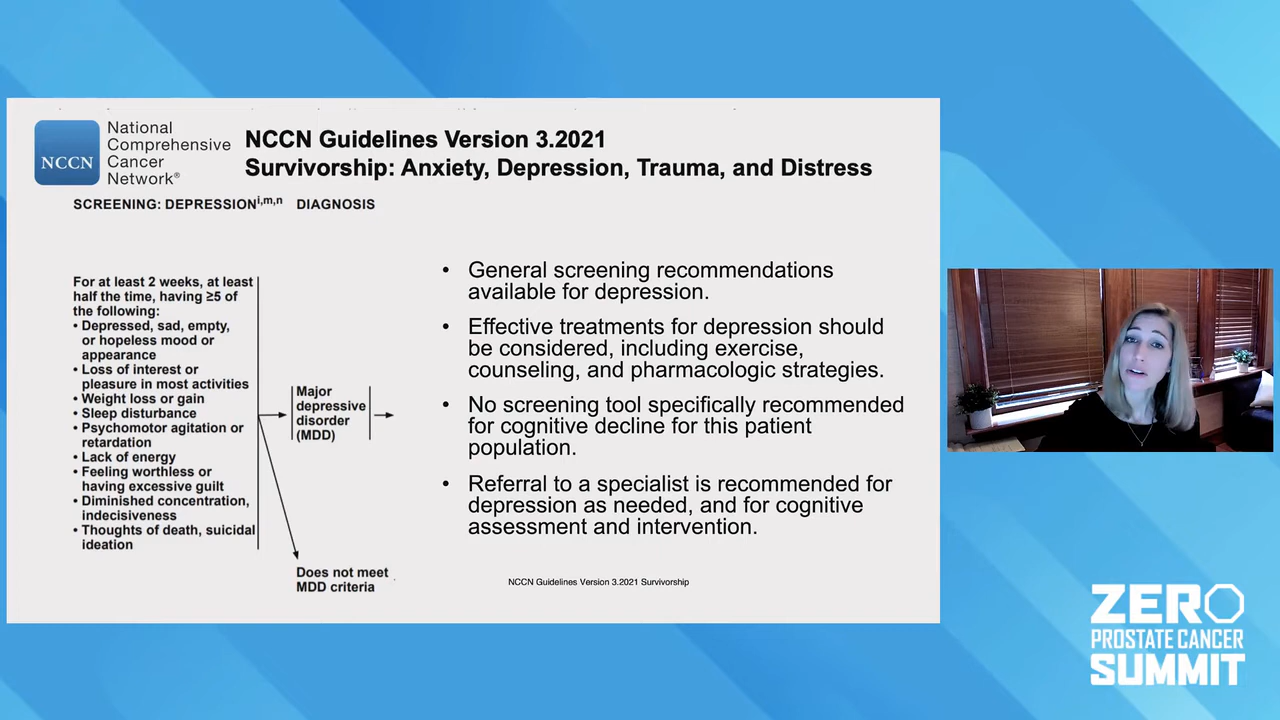 NCCN
National
Comprehensive
Cancer
Network®
NCCN Guidelines Version 3.2021
Survivorship: Anxiety, Depression, Trauma, and Distress
SCREENING: DEPRESSIONi,m,n DIAGNOSIS
For at least 2 weeks, at least
half the time, having ≥5 of
the following:
• Depressed, sad, empty,
or hopeless mood or
appearance
• Loss of interest or
pleasure in most activities
• Weight loss or gain
• Sleep disturbance
• Psychomotor agitation or
retardation
• Lack of energy
• Feeling worthless or
having excessive guilt
• Diminished concentration,
indecisiveness
• Thoughts of death, suicidal
ideation
Major
depressive
disorder
(MDD)
Does not meet
MDD criteria
• General screening recommendations
available for depression.
• Effective treatments for depression should
be considered, including exercise,
counseling, and pharmacologic strategies.
• No screening tool specifically recommended
for cognitive decline for this patient
population.
• Referral to a specialist is recommended for
depression as needed, and for cognitive
assessment and intervention.
NCCN Guidelines Version 3.2021 Survivorship
ZERO
PROSTATE CANCER
SUMMIT